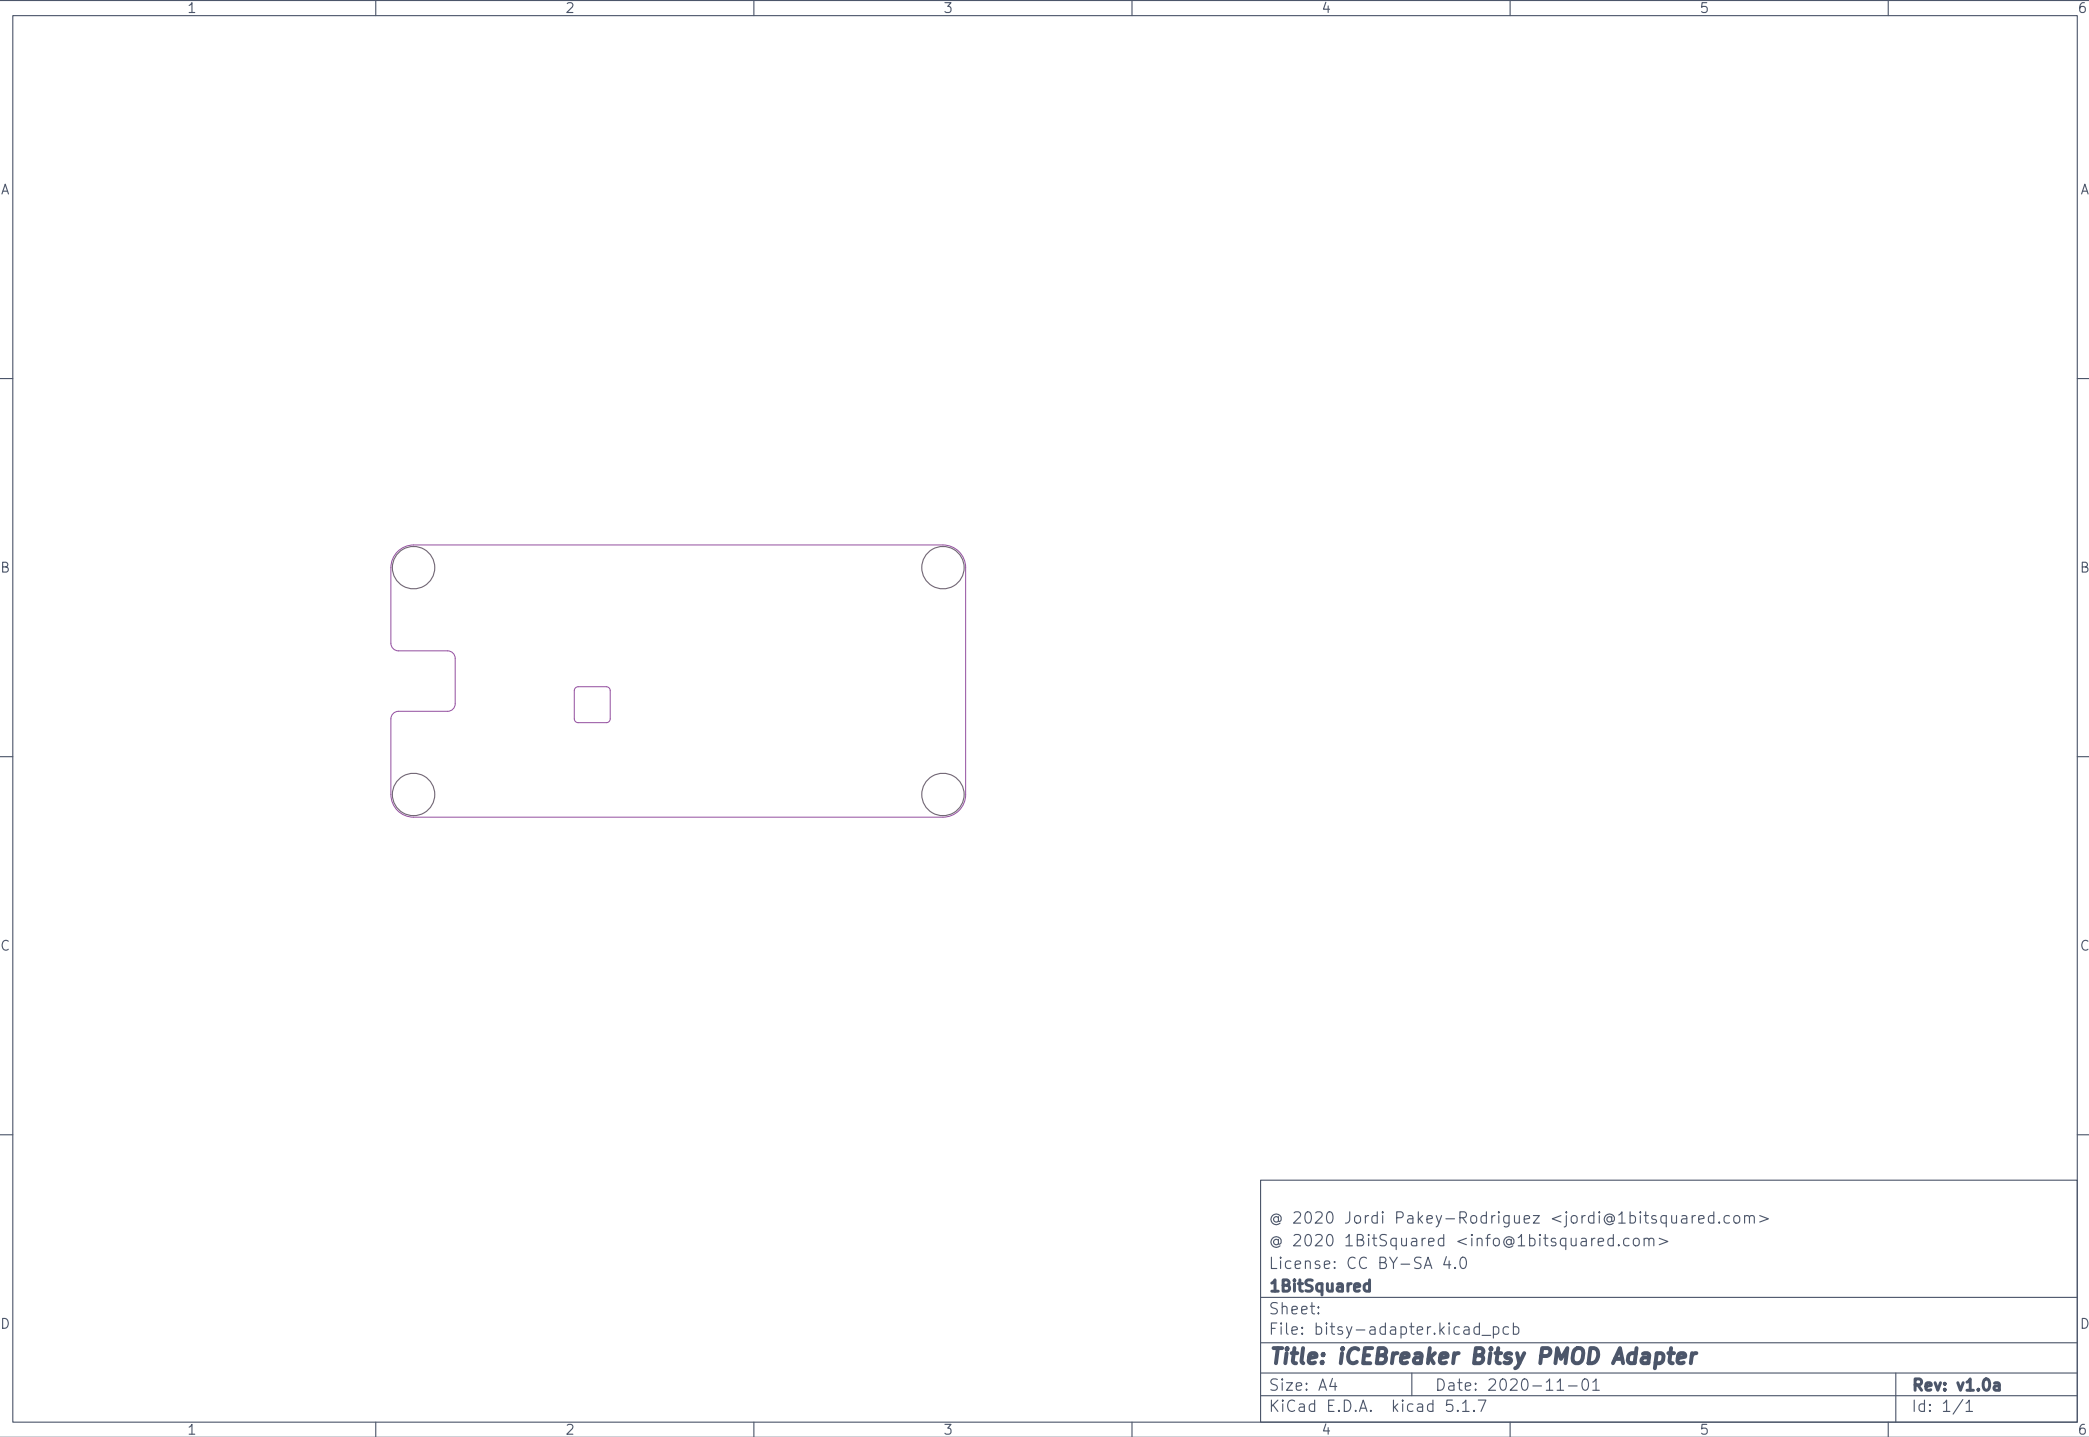 1 2 3 4 5 6
A A
B B
C C
@ 2020 Jordi Pakey-Rodriguez <jordi@1bitsquared.com>
@ 2020 1BitSquared <info@1bitsquared.com>
License: CC BY-SA 4.0
1BitSquared
Sheet:
D D
File: bitsy-adapter.kicad_pcb
Title: iCEBreaker Bitsy PMOD Adapter
Size: A4 Date: 2020-11-01 Rev: v1.0a
KiCad E.D.A. kicad 5.1.7 Id: 1/1
1 2 3 4 5 6